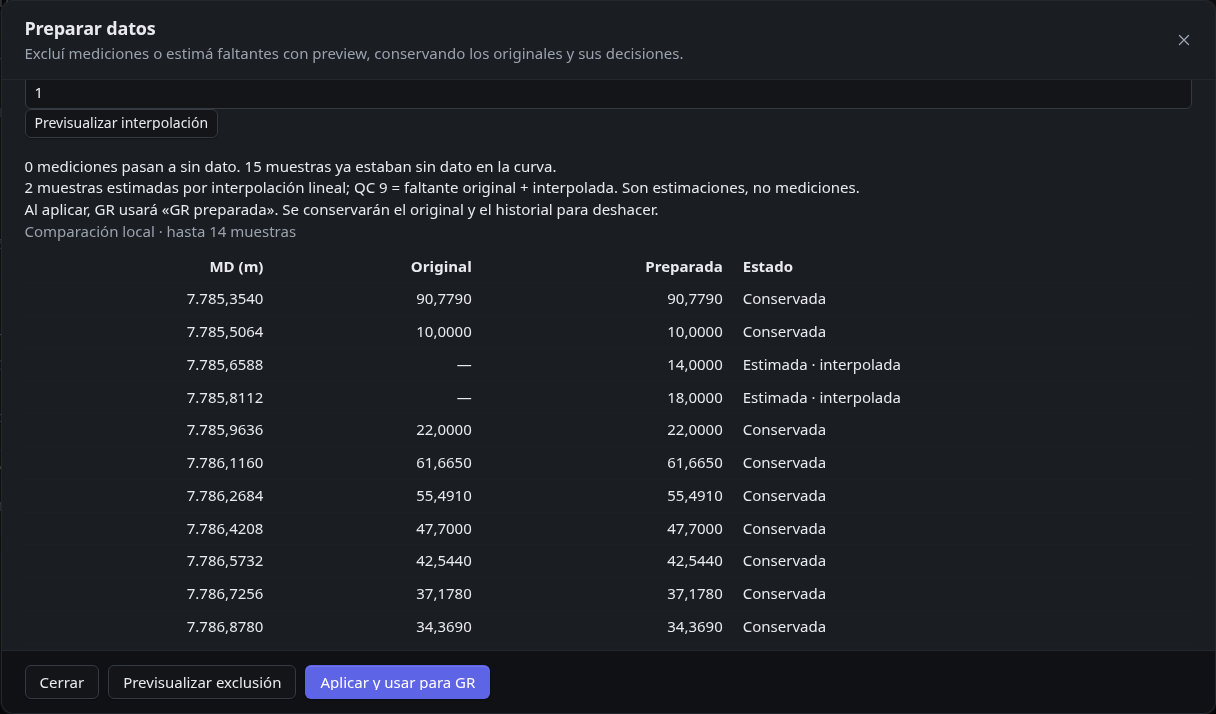 Preparar datos
Excluí mediciones o estimá faltantes con preview, conservando los originales y sus decisiones.
1
Previsualizar interpolación
0 mediciones pasan a sin dato. 15 muestras ya estaban sin dato en la curva.
2 muestras estimadas por interpolación lineal; QC 9 = faltante original + interpolada. Son estimaciones, no mediciones.
Al aplicar, GR usará «GR preparada». Se conservarán el original y el historial para deshacer.
Comparación local · hasta 14 muestras
MD (m) Original Preparada Estado
7.785,3540 90,7790 90,7790 Conservada
7.785,5064 10,0000 10,0000 Conservada
7.785,6588 — 14,0000 Estimada · interpolada
7.785,8112 — 18,0000 Estimada · interpolada
7.785,9636 22,0000 22,0000 Conservada
7.786,1160 61,6650 61,6650 Conservada
7.786,2684 55,4910 55,4910 Conservada
7.786,4208 47,7000 47,7000 Conservada
7.786,5732 42,5440 42,5440 Conservada
7.786,7256 37,1780 37,1780 Conservada
7.786,8780 34,3690 34,3690 Conservada
Cerrar Previsualizar exclusión Aplicar y usar para GR